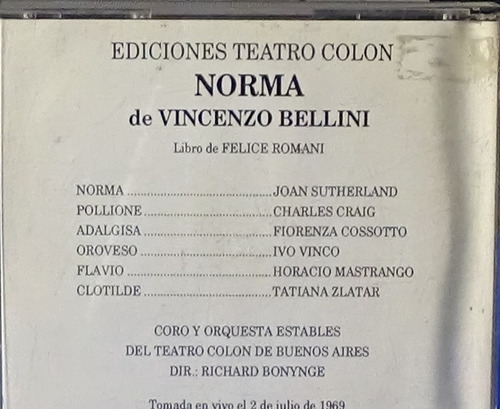 EDICIONES TEATRO COLON
NORMA
de VINCENZO BELLINI
Libro de FELICE ROMANI
NORMA ........................................ JOAN SUTHERLAND
POLLIONE ................................... CHARLES CRAIG
ADALGISA ................................... FIORENZA COSSOTTO
OROVESO .................................... IVO VINCO
FLAVIO ........................................ HORACIO MASTRANGO
CLOTILDE ................................... TATIANA ZLATAR
CORO Y ORQUESTA ESTABLES
DEL TEATRO COLON DE BUENOS AIRES
DIR.: RICHARD BONYNGE
Tomada en vivo el 2 de julio de 1969